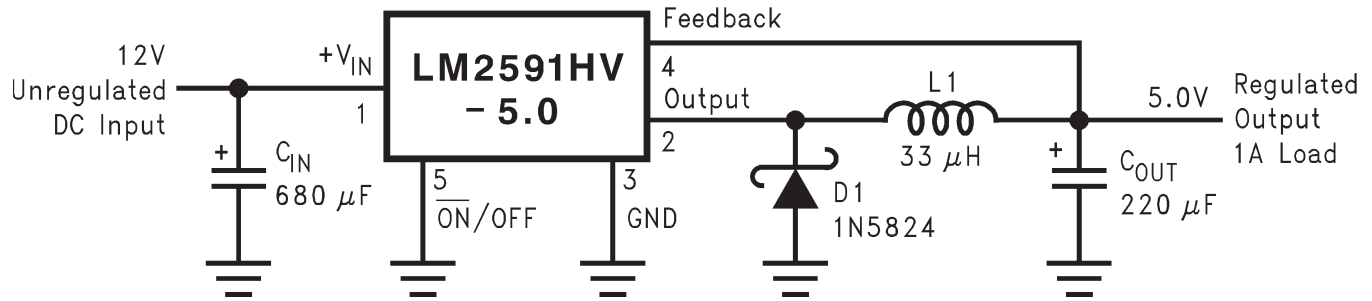 Feedback
12V
Unregulated
DC Input
+VIN
1
LM2591HV
- 5.0
4
Output
2
L1
33 μH
5.0V
Regulated
Output
1A Load
+
CIN
680 μF
5
ON/OFF
3
GND
D1
1N5824
+
COUT
220 μF